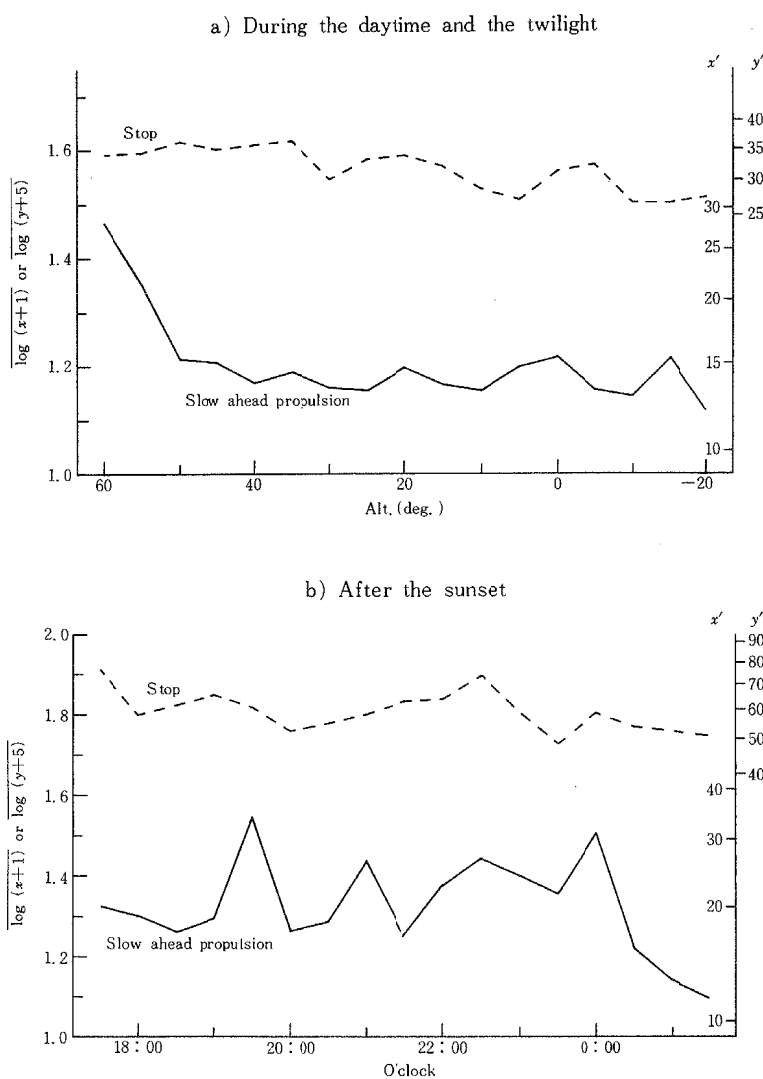 a) During the daytime and the twilight
x′ y′
Stop
log (x+1) or log (y+5)
1.6
1.4
1.2
1.0
40
35
30
25
30
25
20
15
10
Slow ahead propulsion
60 40 20 0 −20
Alt. (deg.)
b) After the sunset
x′ y′
Stop
log (x+1) or log (y+5)
2.0
1.8
1.6
1.4
1.2
1.0
90
80
70
60
50
40
40
30
20
10
Slow ahead propulsion
18:00 20:00 22:00 0:00
O'clock